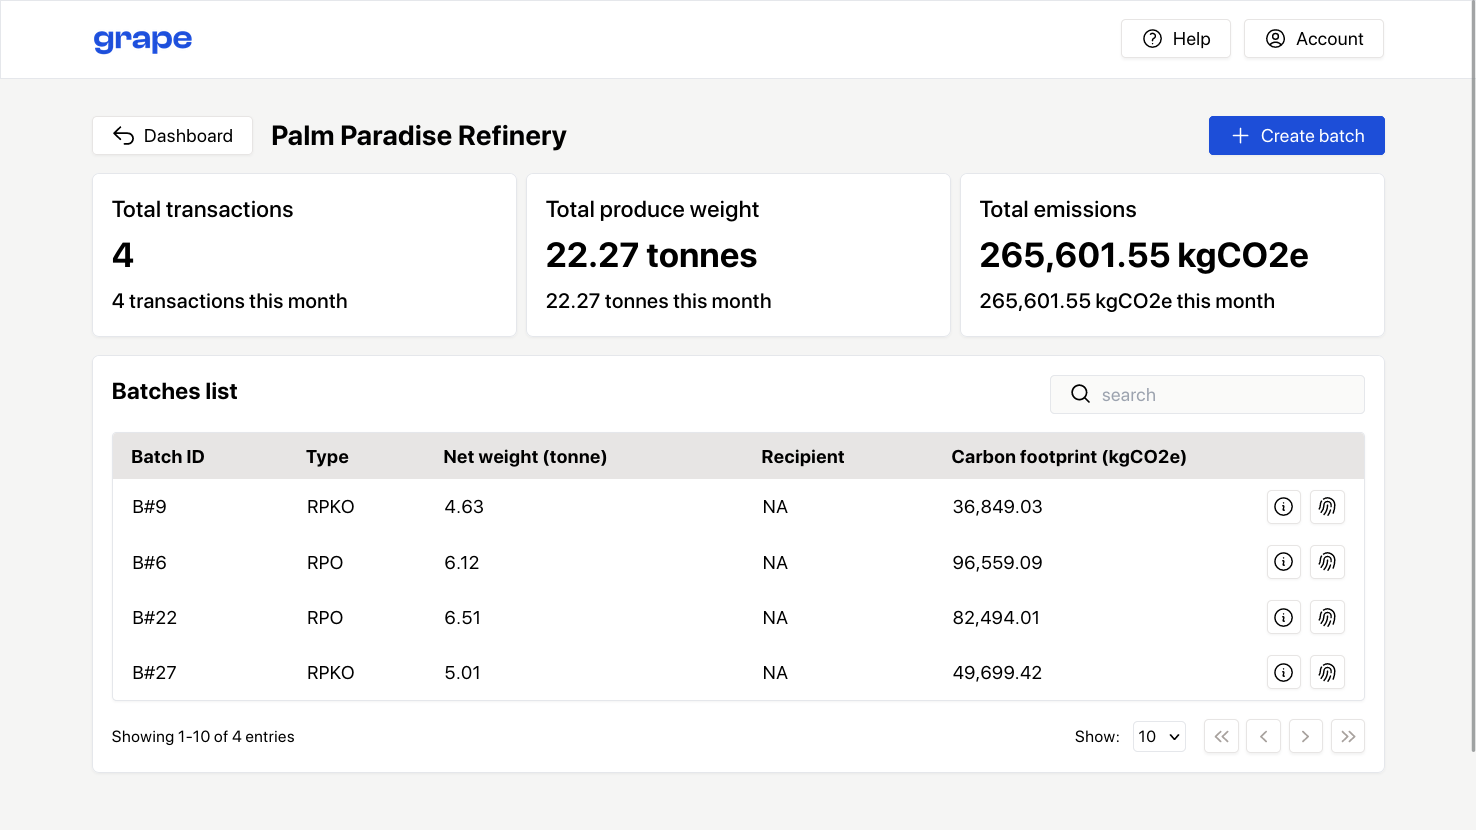 grape
Help
Account
Dashboard
Palm Paradise Refinery
Create batch
Total transactions
4
4 transactions this month
Total produce weight
22.27 tonnes
22.27 tonnes this month
Total emissions
265,601.55 kgCO2e
265,601.55 kgCO2e this month
Batches list
search
Batch ID Type Net weight (tonne) Recipient Carbon footprint (kgCO2e)
B#9 RPKO 4.63 NA 36,849.03
B#6 RPO 6.12 NA 96,559.09
B#22 RPO 6.51 NA 82,494.01
B#27 RPKO 5.01 NA 49,699.42
Showing 1-10 of 4 entries
Show: 10